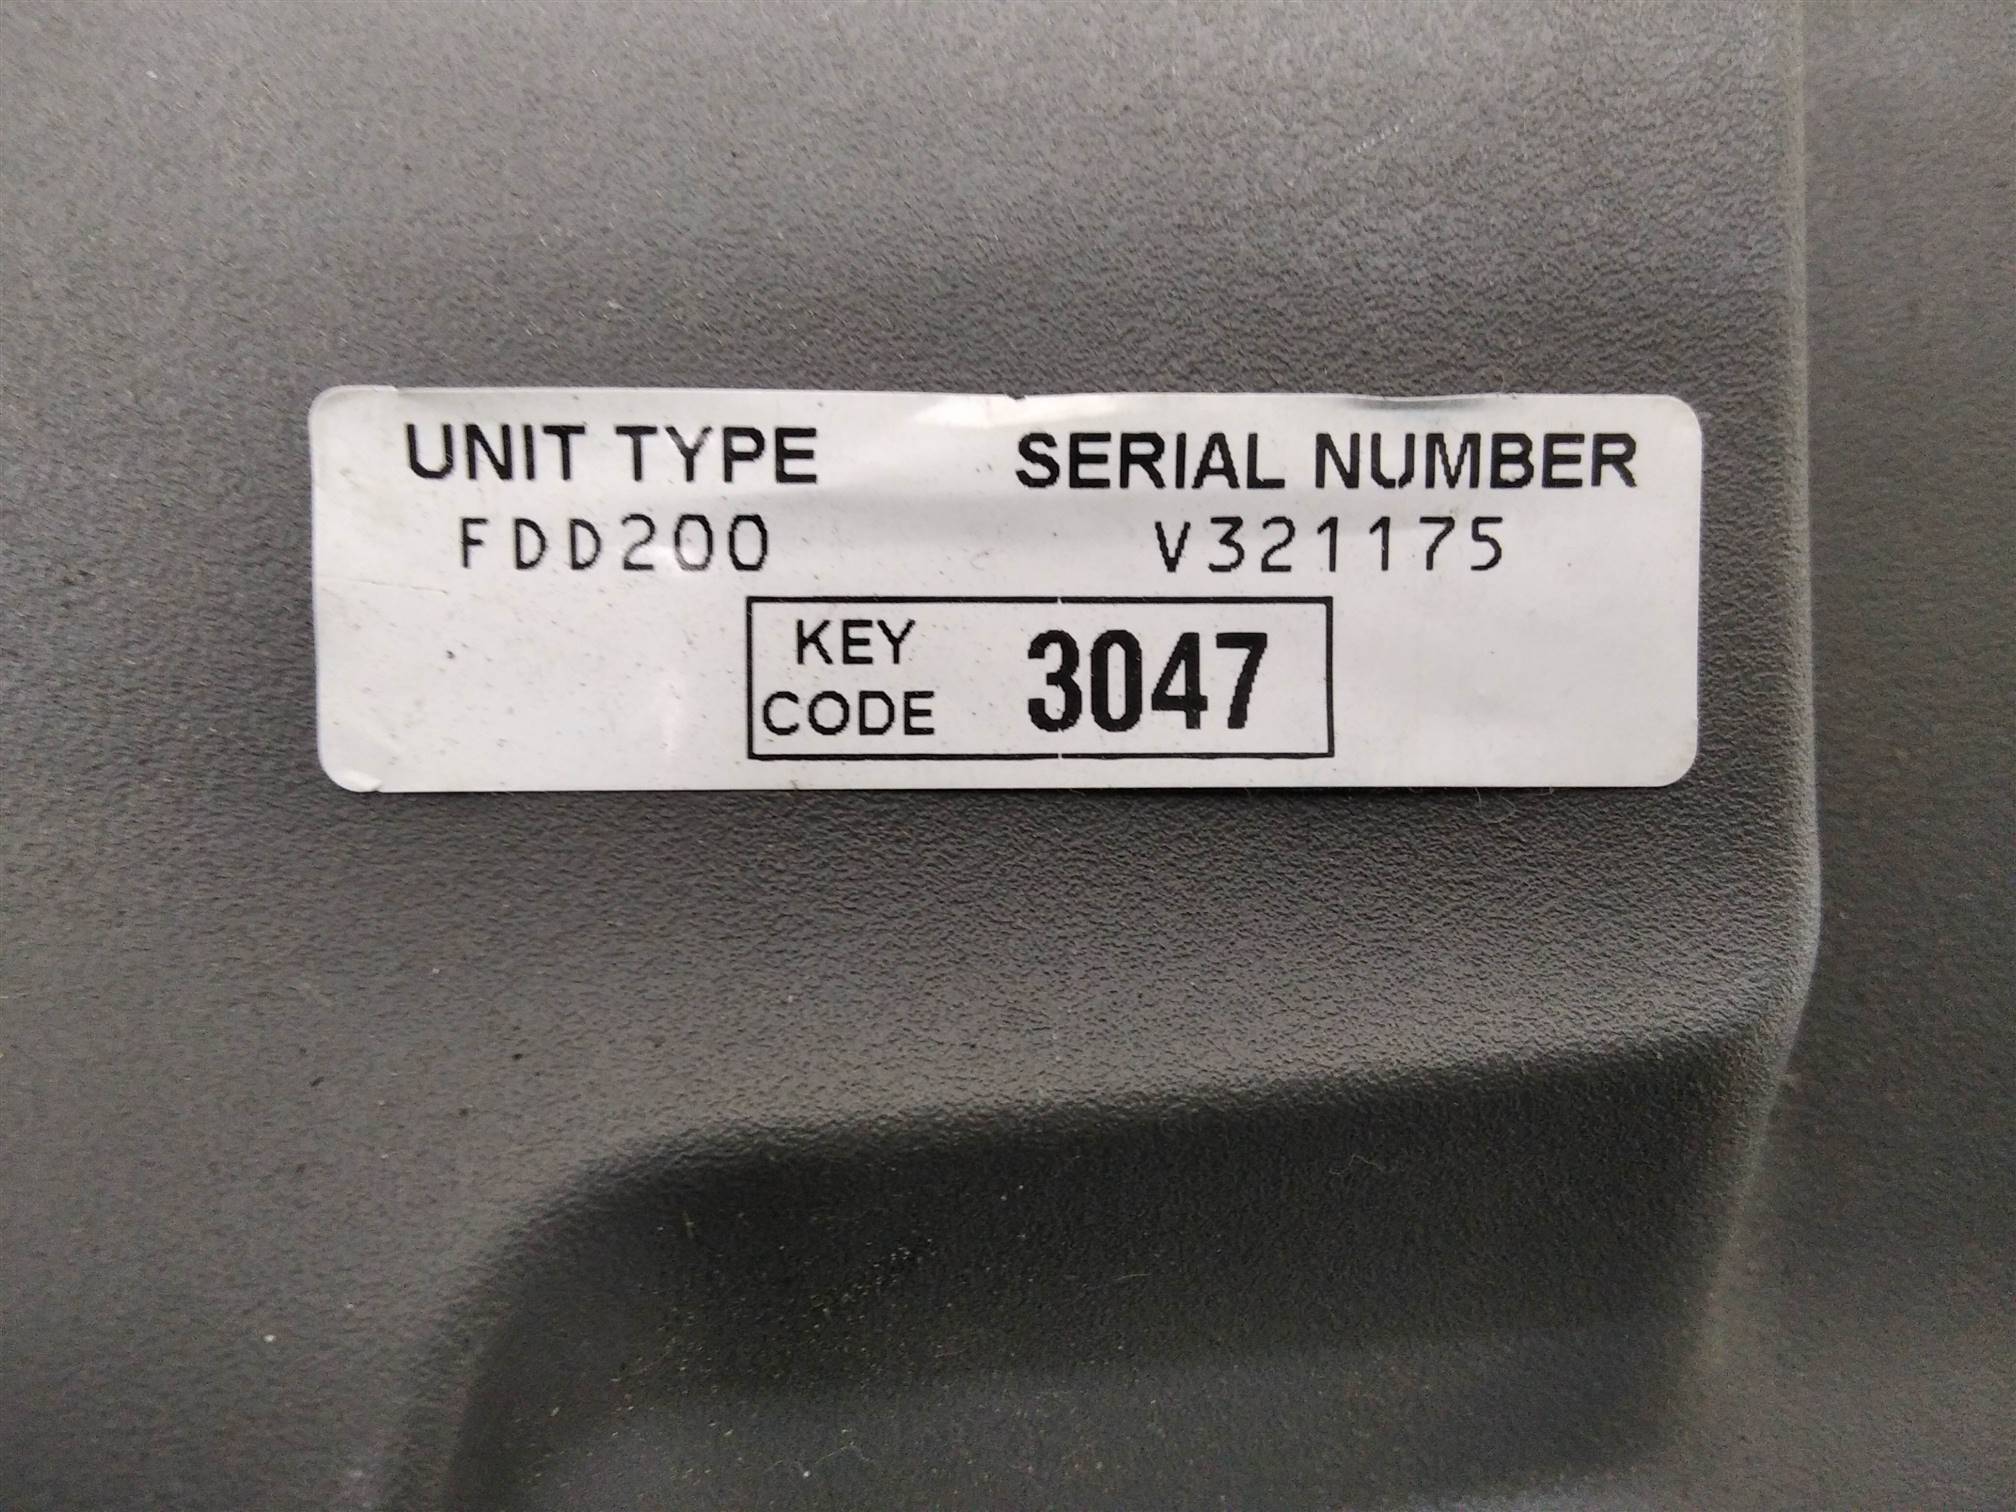 UNIT TYPE SERIAL NUMBER
FDD200 V321175
KEY CODE 3047